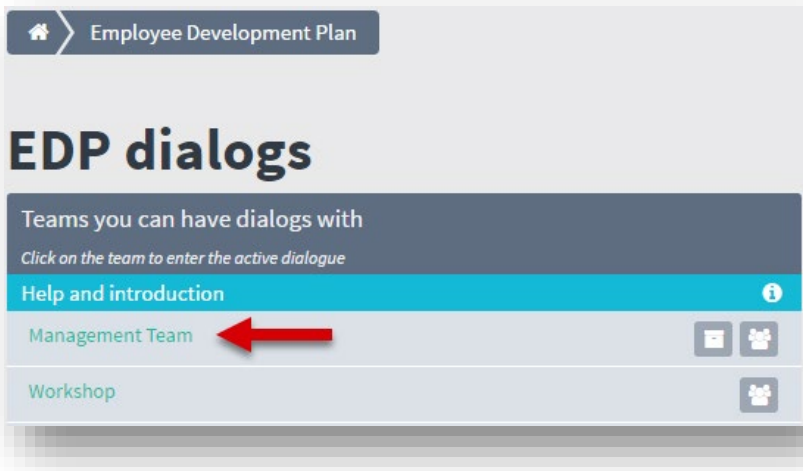 Employee Development Plan
EDP dialogs
Teams you can have dialogs with
Click on the team to enter the active dialogue
Help and introduction
Management Team
Workshop